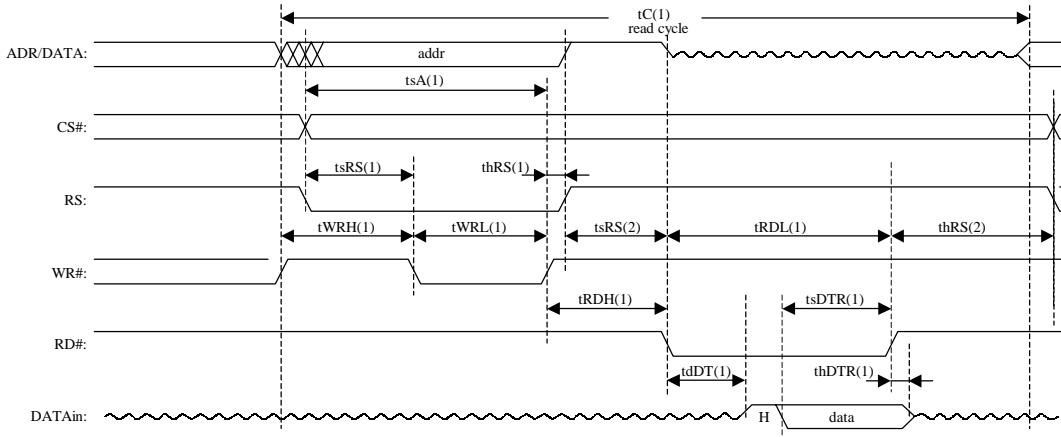 tC(1)
read cycle
ADR/DATA:
addr
tsA(1)
CS#:
tsRS(1)
thRS(1)
RS:
tWRH(1)
tWRL(1)
tsRS(2)
tRDL(1)
thRS(2)
WR#:
tRDH(1)
tsDTR(1)
RD#:
tdDT(1)
thDTR(1)
DATAin:
H
data